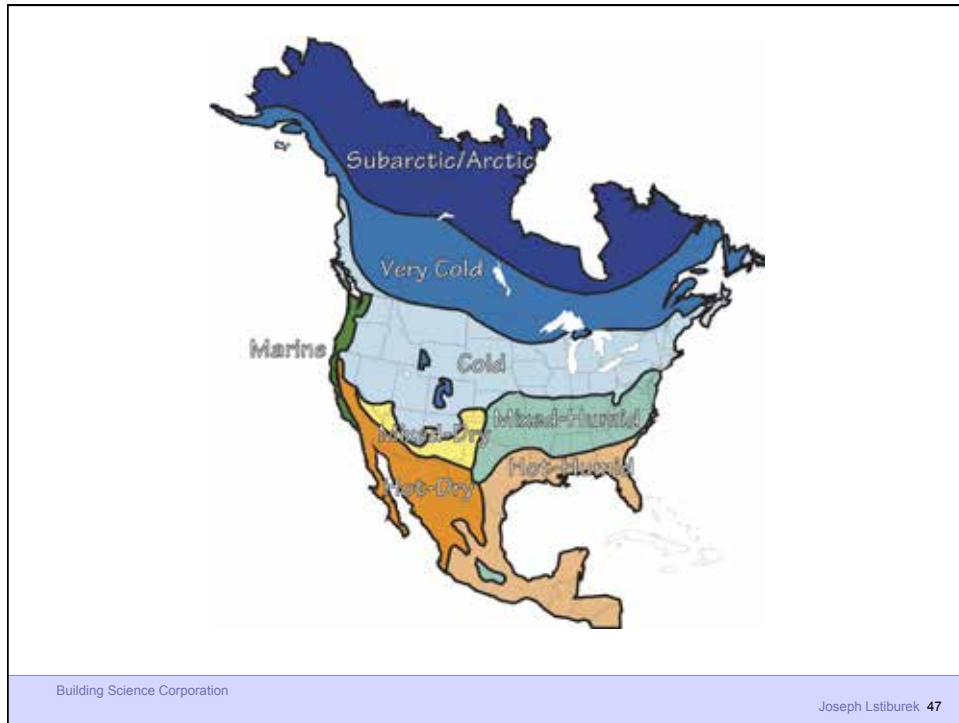 Subarctic/Arctic
Very Cold
Marine
Cold
Mixed-Humid
Mixed-Dry
Hot-Humid
Hot-Dry
Building Science Corporation
Joseph Lstiburek 47